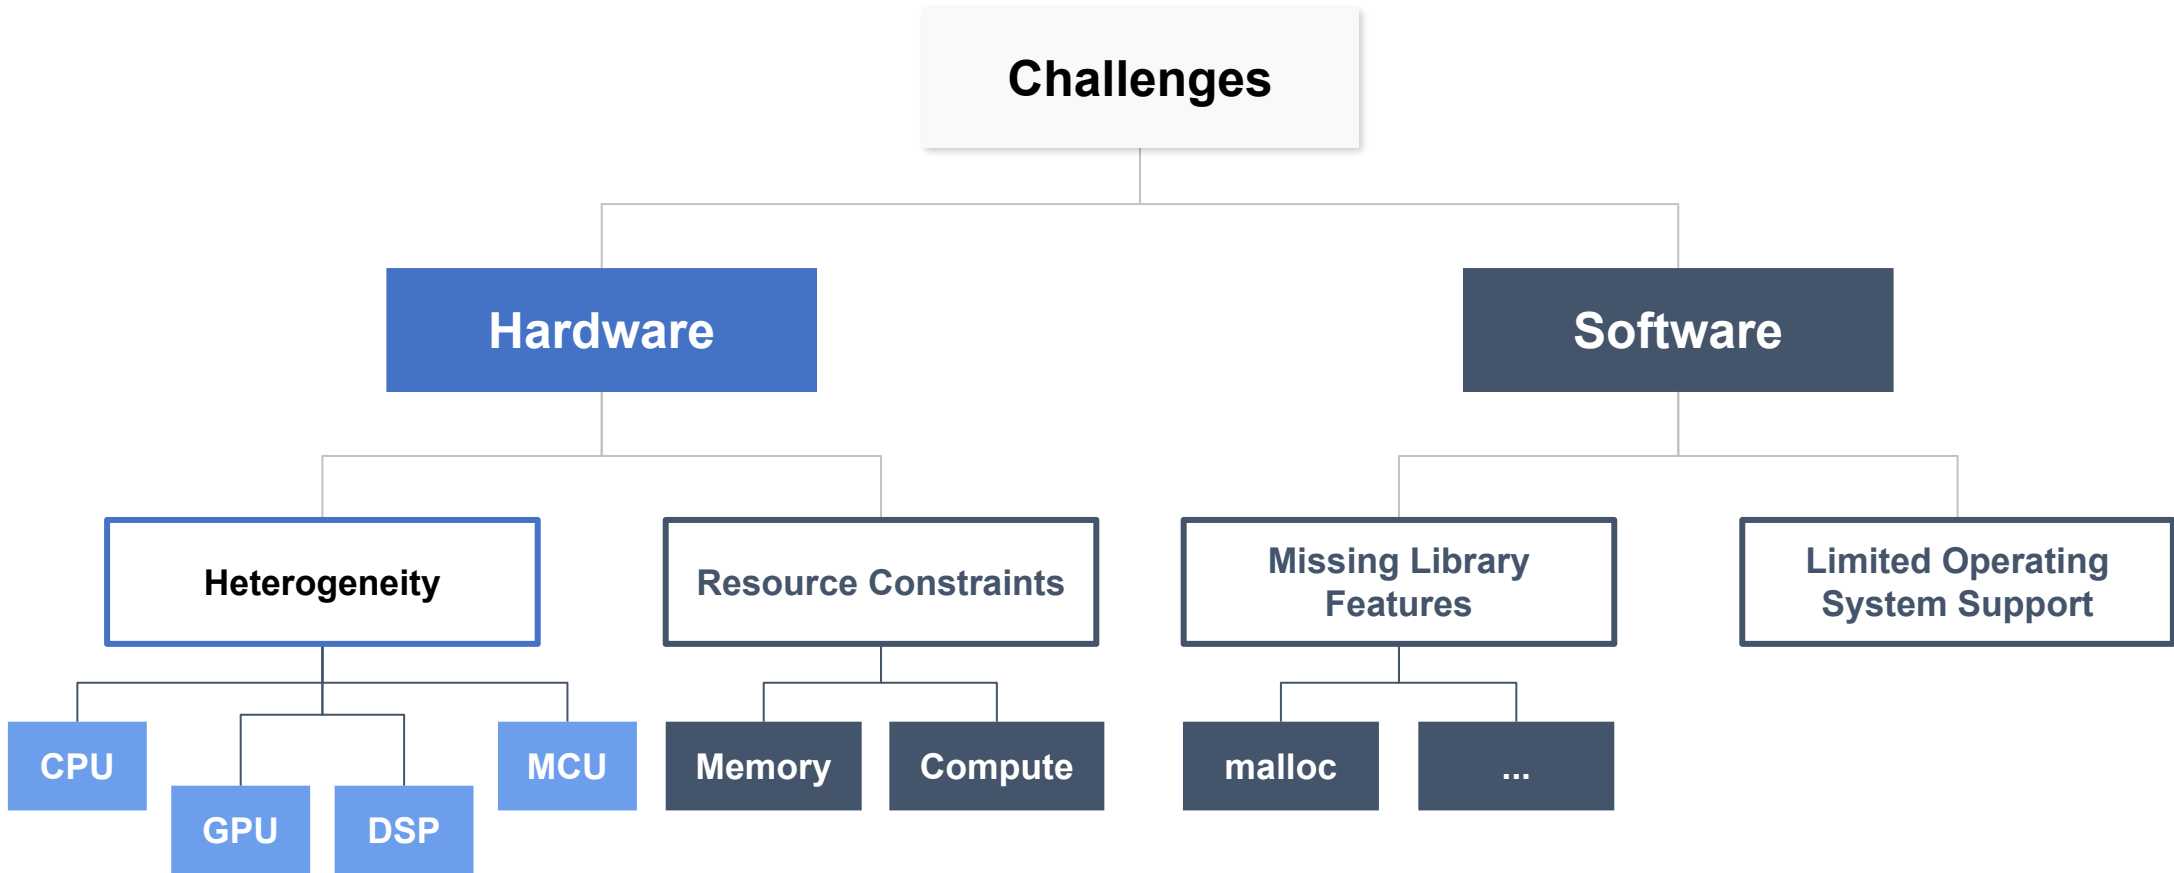 Challenges
Hardware
Software
Heterogeneity
Resource Constraints
Missing Library
Features
Limited Operating
System Support
CPU
GPU
DSP
MCU
Memory
Compute
malloc
...